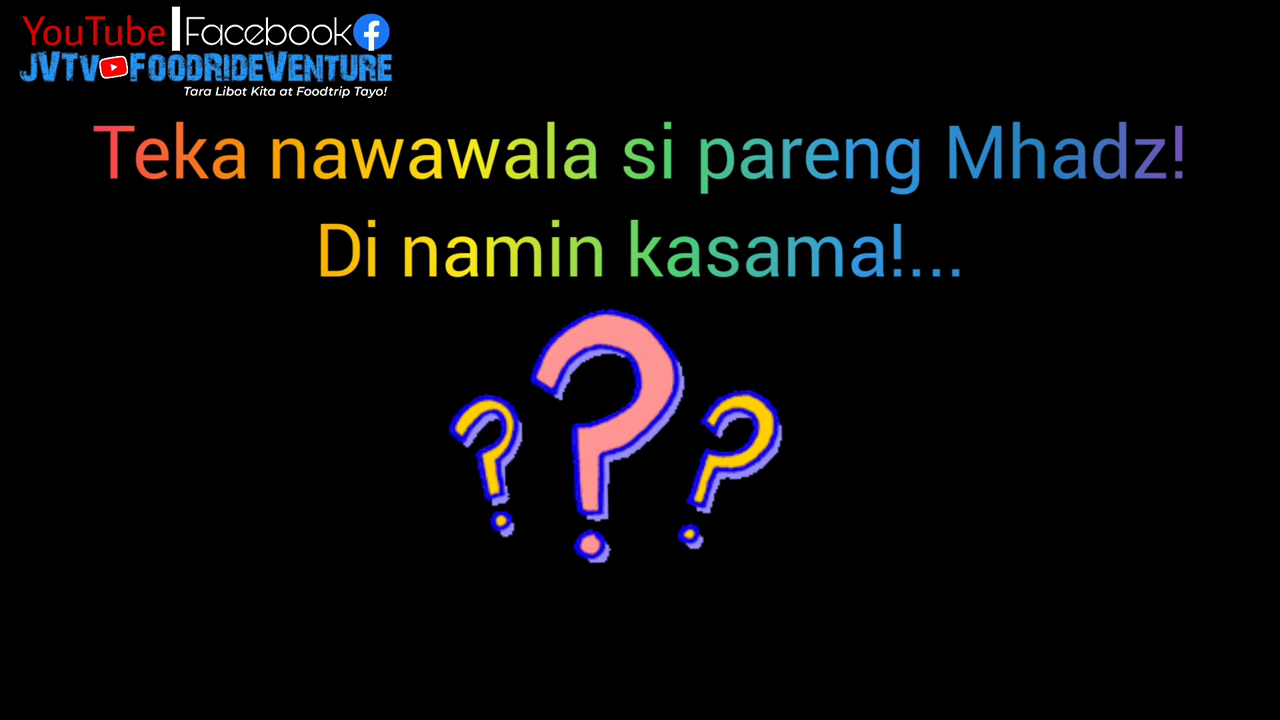 YouTube Facebook
JVTv FOODRIDEVENTURE
Tara Libot Kita at Foodtrip Tayo!
Teka nawawala si pareng Mhadz!
Di namin kasama!...
???